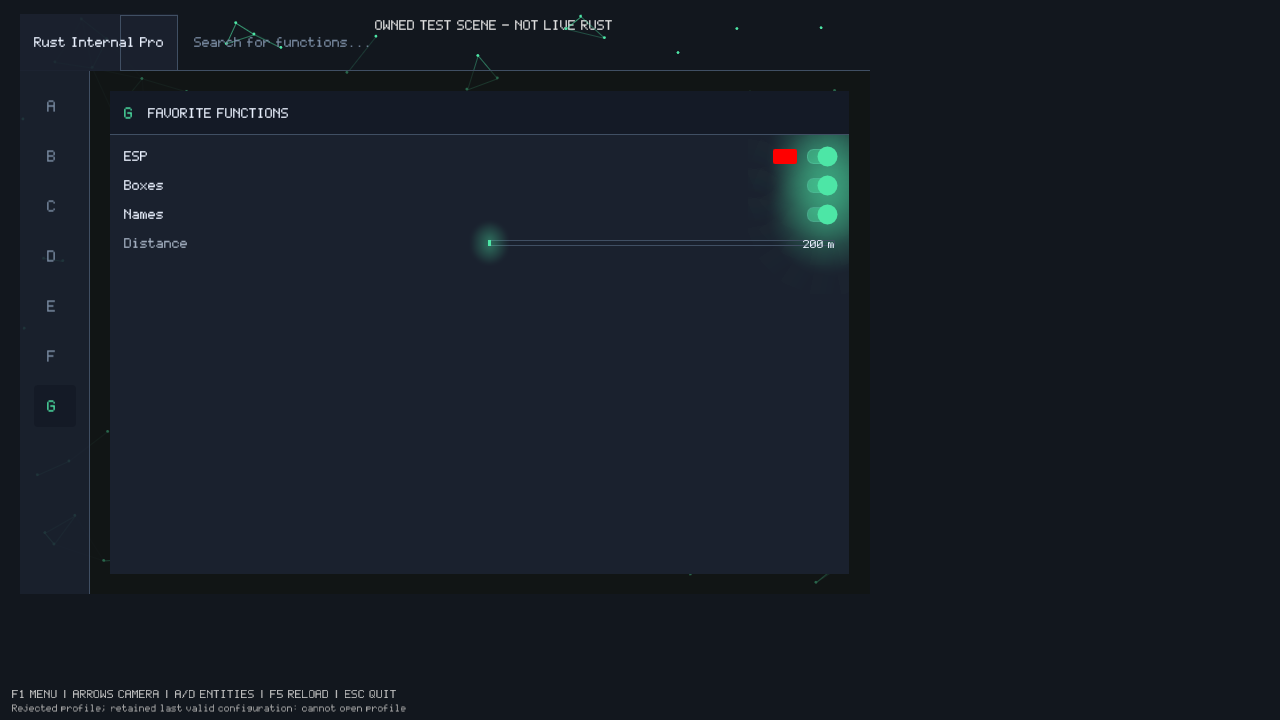 OWNED TEST SCENE - NOT LIVE RUST
Rust Internal Pro
Search for functions...
A
B
C
D
E
F
G
G FAVORITE FUNCTIONS
ESP
Boxes
Names
Distance 200 m
F1 MENU | ARROWS CAMERA | A/D ENTITIES | F5 RELOAD | ESC QUIT
Rejected profile; retained last valid configuration: cannot open profile